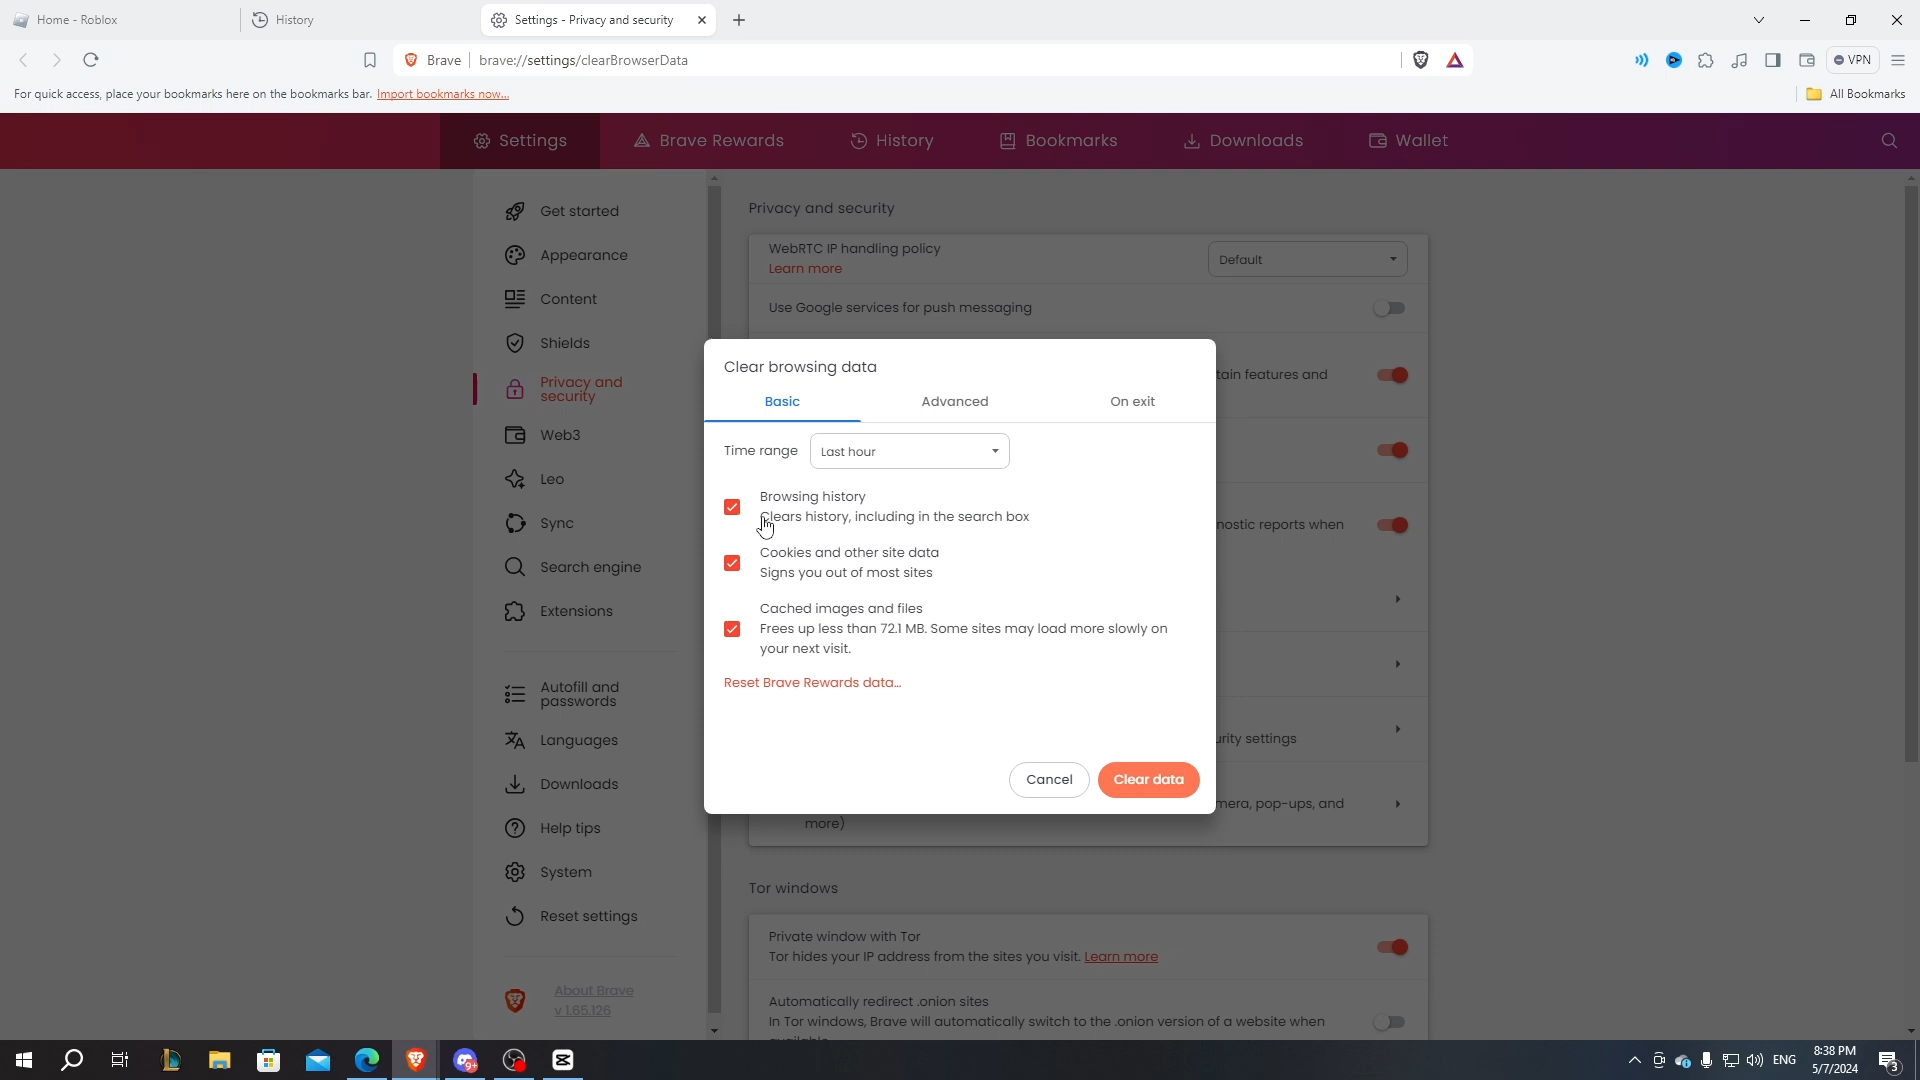 Home - Roblox
History
Settings - Privacy and security
Brave
brave://settings/clearBrowserData
VPN
For quick access, place your bookmarks here on the bookmarks bar. Import bookmarks now...
All Bookmarks
Settings
Brave Rewards
History
Bookmarks
Downloads
Wallet
Get started
Appearance
Content
Shields
Privacy and
security
Web3
Leo
Sync
Search engine
Extensions
Autofill and
passwords
Languages
Downloads
Help tips
System
Reset settings
About Brave
v 1.65.126
Privacy and security
WebRTC IP handling policy
Learn more
Default
Use Google services for push messaging
tain features and
nostic reports when
urity settings
mera, pop-ups, and
more)
Clear browsing data
Basic
Advanced
On exit
Time range
Last hour
Browsing history
Clears history, including in the search box
Cookies and other site data
Signs you out of most sites
Cached images and files
Frees up less than 72.1 MB. Some sites may load more slowly on
your next visit.
Reset Brave Rewards data...
Cancel
Clear data
Tor windows
Private window with Tor
Tor hides your IP address from the sites you visit. Learn more
Automatically redirect .onion sites
In Tor windows, Brave will automatically switch to the .onion version of a website when
available.
9+
ENG
8:38 PM
5/7/2024
3